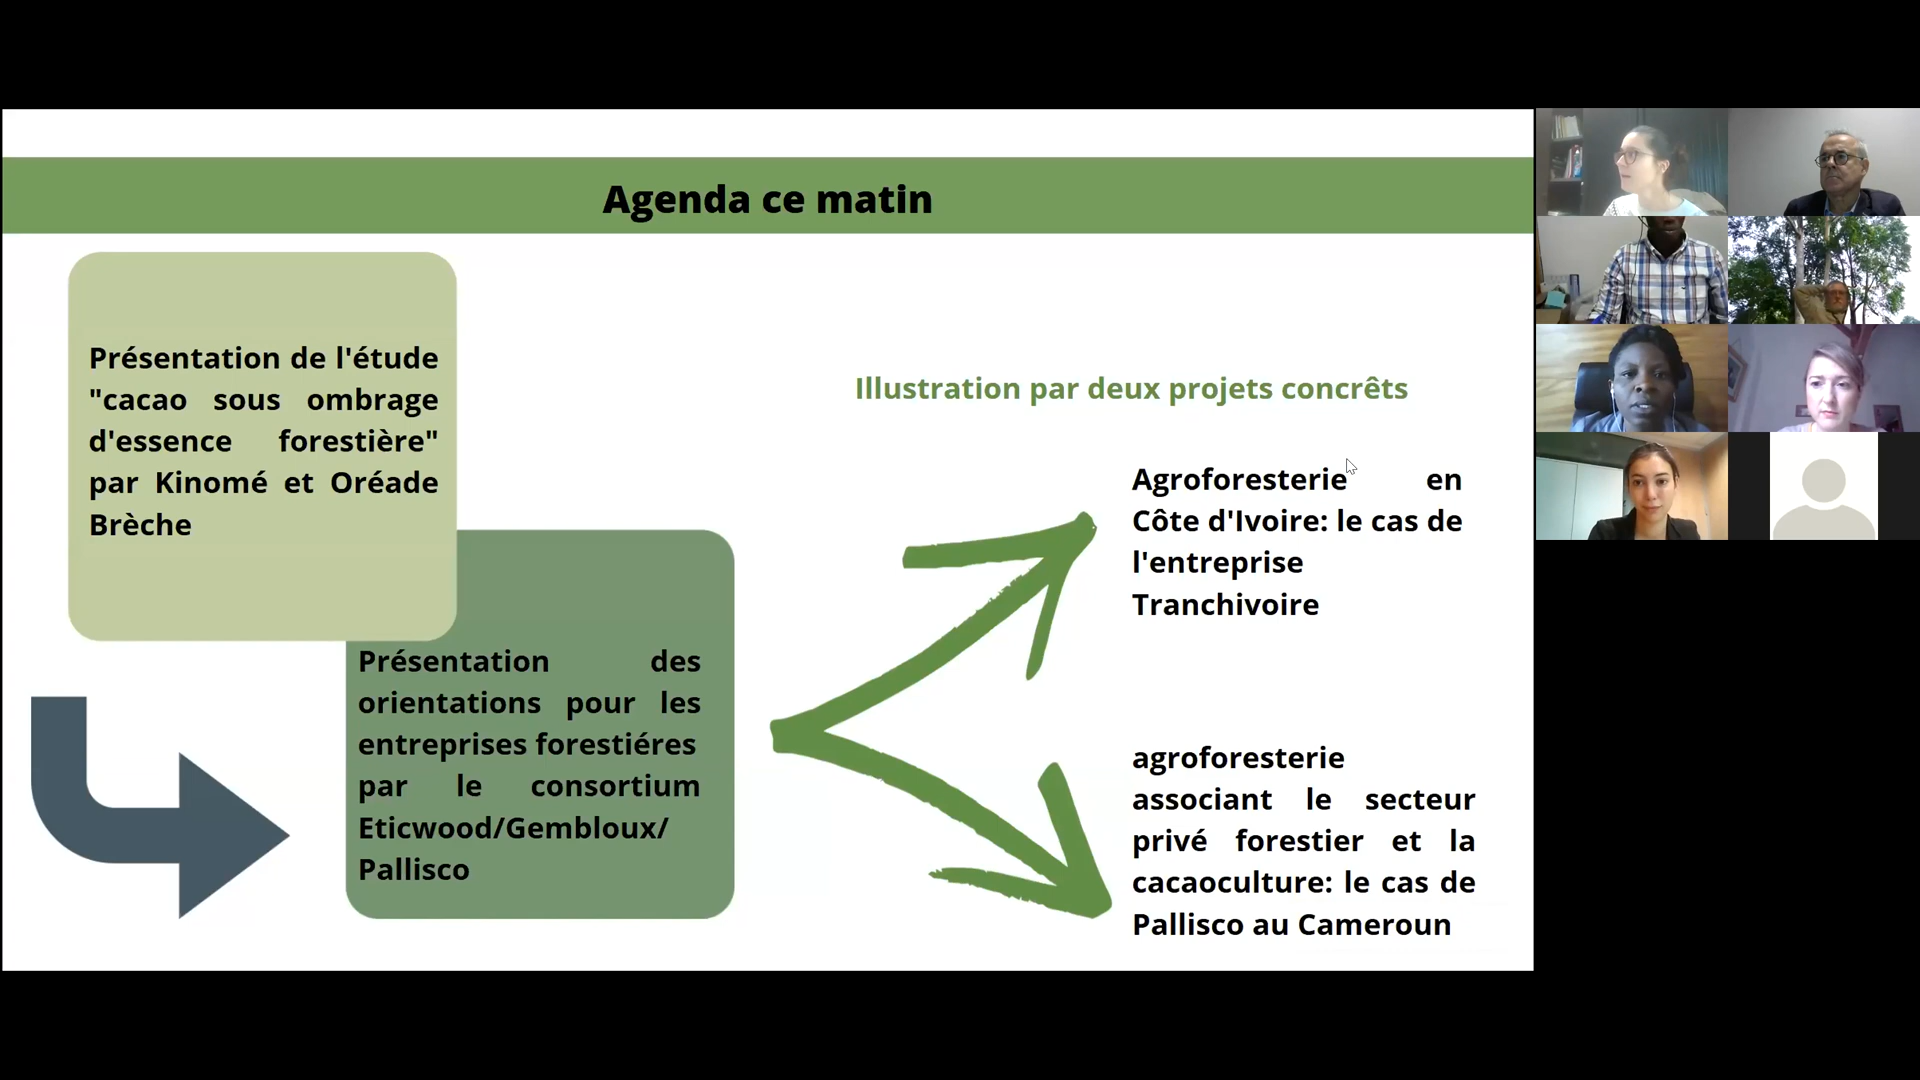 Agenda ce matin
Présentation de l'étude
"cacao sous ombrage
d'essence forestière"
par Kinomé et Oréade
Brèche
Présentation des
orientations pour les
entreprises forestiéres
par le consortium
Eticwood/Gembloux/
Pallisco
Illustration par deux projets concrêts
Agroforesterie en
Côte d'Ivoire: le cas de
l'entreprise
Tranchivoire
agroforesterie
associant le secteur
privé forestier et la
cacaoculture: le cas de
Pallisco au Cameroun